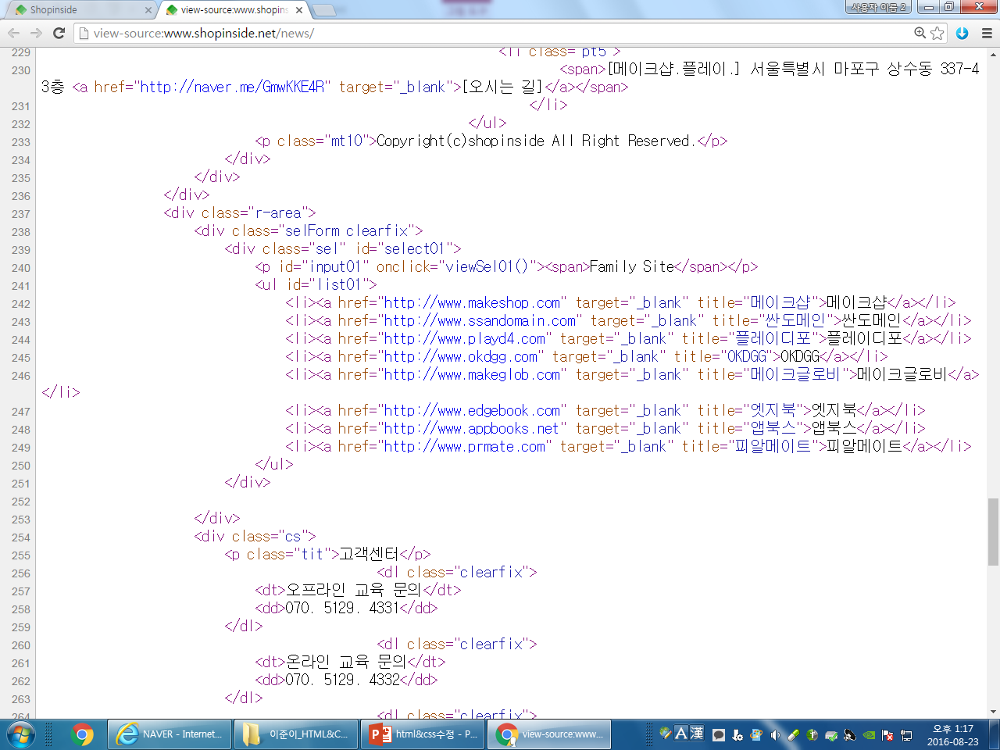 Shopinside
view-source:www.shopins
사용자 이름 2
view-source:www.shopinside.net/news/
229 <li class="pt5">
230 <span>[메이크샵.플레이.] 서울특별시 마포구 상수동 337-4
3층 <a href="http://naver.me/GmwKKE4R" target="_blank">[오시는 길]</a></span>
231 </li>
232 </ul>
233 <p class="mt10">Copyright(c)shopinside All Right Reserved.</p>
234 </div>
235 </div>
236 </div>
237 <div class="r-area">
238 <div class="selForm clearfix">
239 <div class="sel" id="select01">
240 <p id="input01" onclick="viewSel01()"><span>Family Site</span></p>
241 <ul id="list01">
242 <li><a href="http://www.makeshop.com" target="_blank" title="메이크샵">메이크샵</a></li>
243 <li><a href="http://www.ssandomain.com" target="_blank" title="싼도메인">싼도메인</a></li>
244 <li><a href="http://www.playd4.com" target="_blank" title="플레이디포">플레이디포</a></li>
245 <li><a href="http://www.okdgg.com" target="_blank" title="OKDGG">OKDGG</a></li>
246 <li><a href="http://www.makeglob.com" target="_blank" title="메이크글로비">메이크글로비</a>
</li>
247 <li><a href="http://www.edgebook.com" target="_blank" title="엣지북">엣지북</a></li>
248 <li><a href="http://www.appbooks.net" target="_blank" title="앱북스">앱북스</a></li>
249 <li><a href="http://www.prmate.com" target="_blank" title="피알메이트">피알메이트</a></li>
250 </ul>
251 </div>
252
253 </div>
254 <div class="cs">
255 <p class="tit">고객센터</p>
256 <dl class="clearfix">
257 <dt>오프라인 교육 문의</dt>
258 <dd>070. 5129. 4331</dd>
259 </dl>
260 <dl class="clearfix">
261 <dt>온라인 교육 문의</dt>
262 <dd>070. 5129. 4332</dd>
263 </dl>
264 <dl class="clearfix">
NAVER - Internet...
이준이_HTML&C...
html&css수정 - P...
view-source:www...
A 漢
오후 1:17
2016-08-23